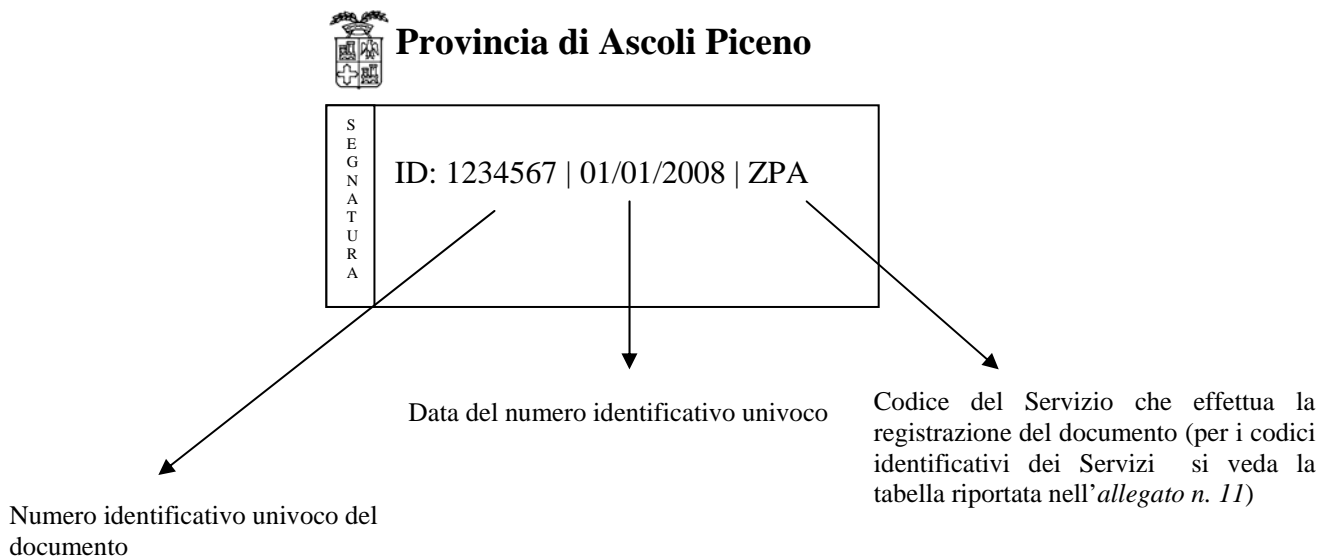 Provincia di Ascoli Piceno
SEGNATURA
ID: 1234567 | 01/01/2008 | ZPA
Data del numero identificativo univoco
Codice del Servizio che effettua la
registrazione del documento (per i codici
identificativi dei Servizi si veda la
tabella riportata nell’allegato n. 11)
Numero identificativo univoco del
documento